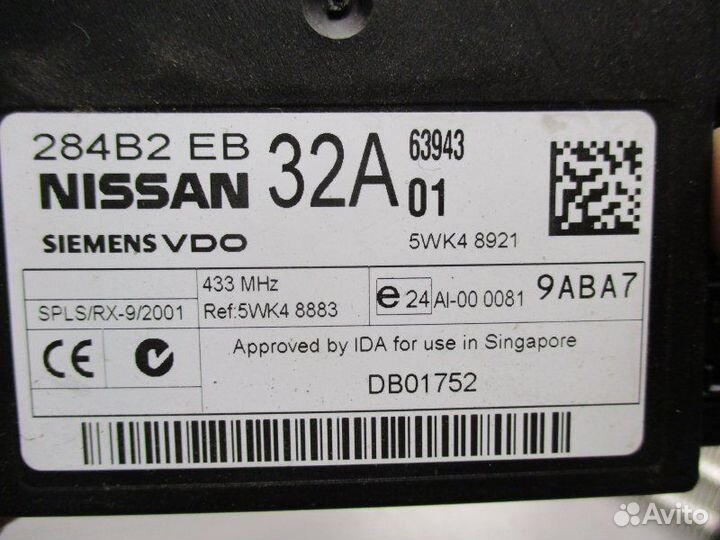 284B2 EB 32A 63943
NISSAN 01
SIEMENS VDO 5WK4 8921
433 MHz
SPLS/RX-9/2001 Ref:5WK4 8883 e 24 AI-00 0081 9ABA7
CE Approved by IDA for use in Singapore
DB01752
Avito